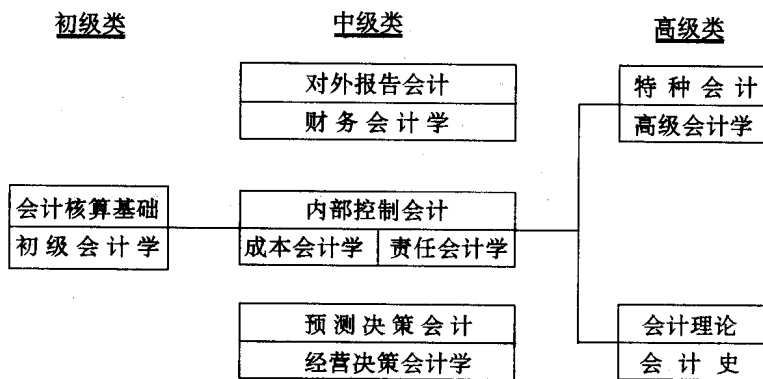 初级类 中级类 高级类
对外报告会计
财务会计学
特种会计
高级会计学
会计核算基础
初级会计学
内部控制会计
成本会计学 责任会计学
预测决策会计
经营决策会计学
会计理论
会计史